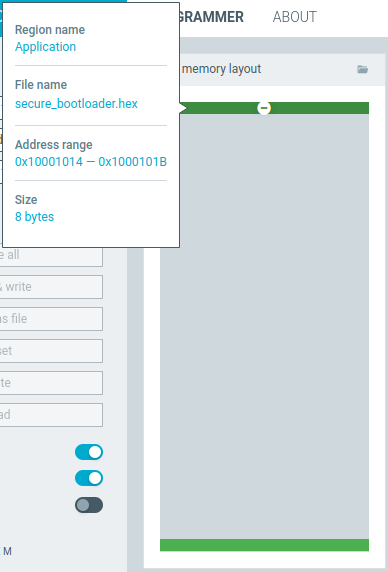 Region name
Application
File name
secure_bootloader.hex
Address range
0x10001014 — 0x1000101B
Size
8 bytes
GRAMMER
ABOUT
memory layout
e all
& write
s file
set
te
ad
M